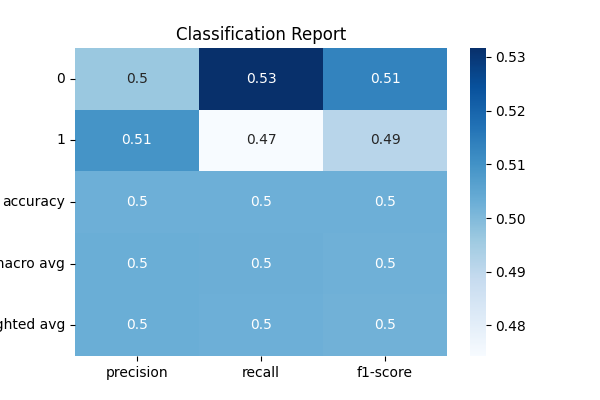 Classification Report
0 0.5 0.53 0.51
1 0.51 0.47 0.49
accuracy 0.5 0.5 0.5
avg 0.5 0.5 0.5
avg 0.5 0.5 0.5
precision recall f1-score
0.53
0.52
0.51
0.50
0.49
0.48